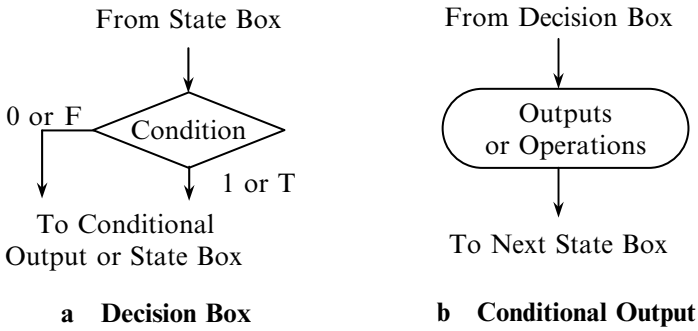 From State Box
0 or F
Condition
1 or T
To Conditional
Output or State Box
a Decision Box
From Decision Box
Outputs
or Operations
To Next State Box
b Conditional Output